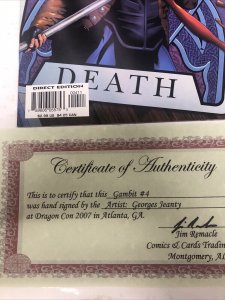 DIRECT EDITION
00411
$2.99 US $4.05 CAN
DEATH
Certificate of Authenticity
This is to certify that this Gambit #4
was hand signed by the Artist: Georges Jeanty
at Dragon Con 2007 in Atlanta, GA.
Jim Remacle
Comics & Cards Trading
Montgomery, AL